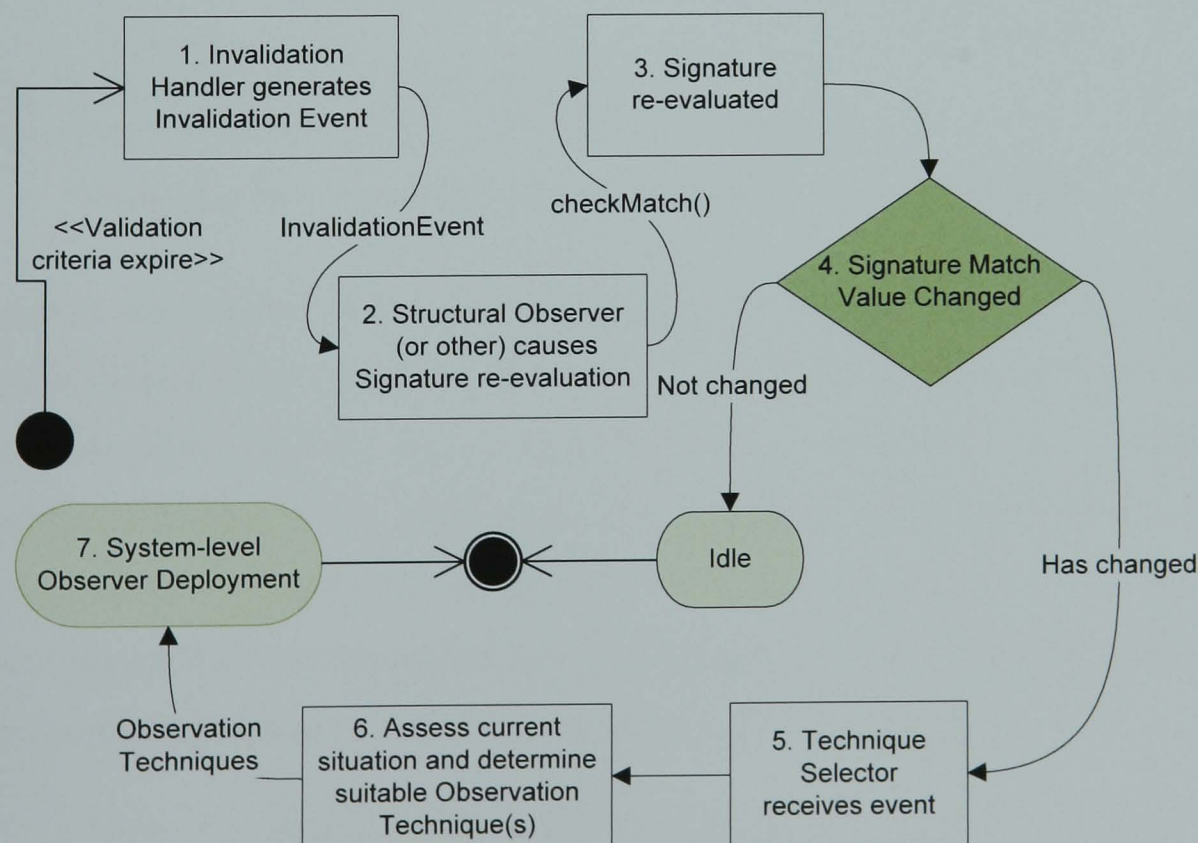 1. Invalidation
Handler generates
Invalidation Event
3. Signature
re-evaluated
<<Validation
criteria expire>>
InvalidationEvent
checkMatch()
2. Structural Observer
(or other) causes
Signature re-evaluation
4. Signature Match
Value Changed
Not changed
Has changed
7. System-level
Observer Deployment
Idle
Observation
Techniques
6. Assess current
situation and determine
suitable Observation
Technique(s)
5. Technique
Selector
receives event